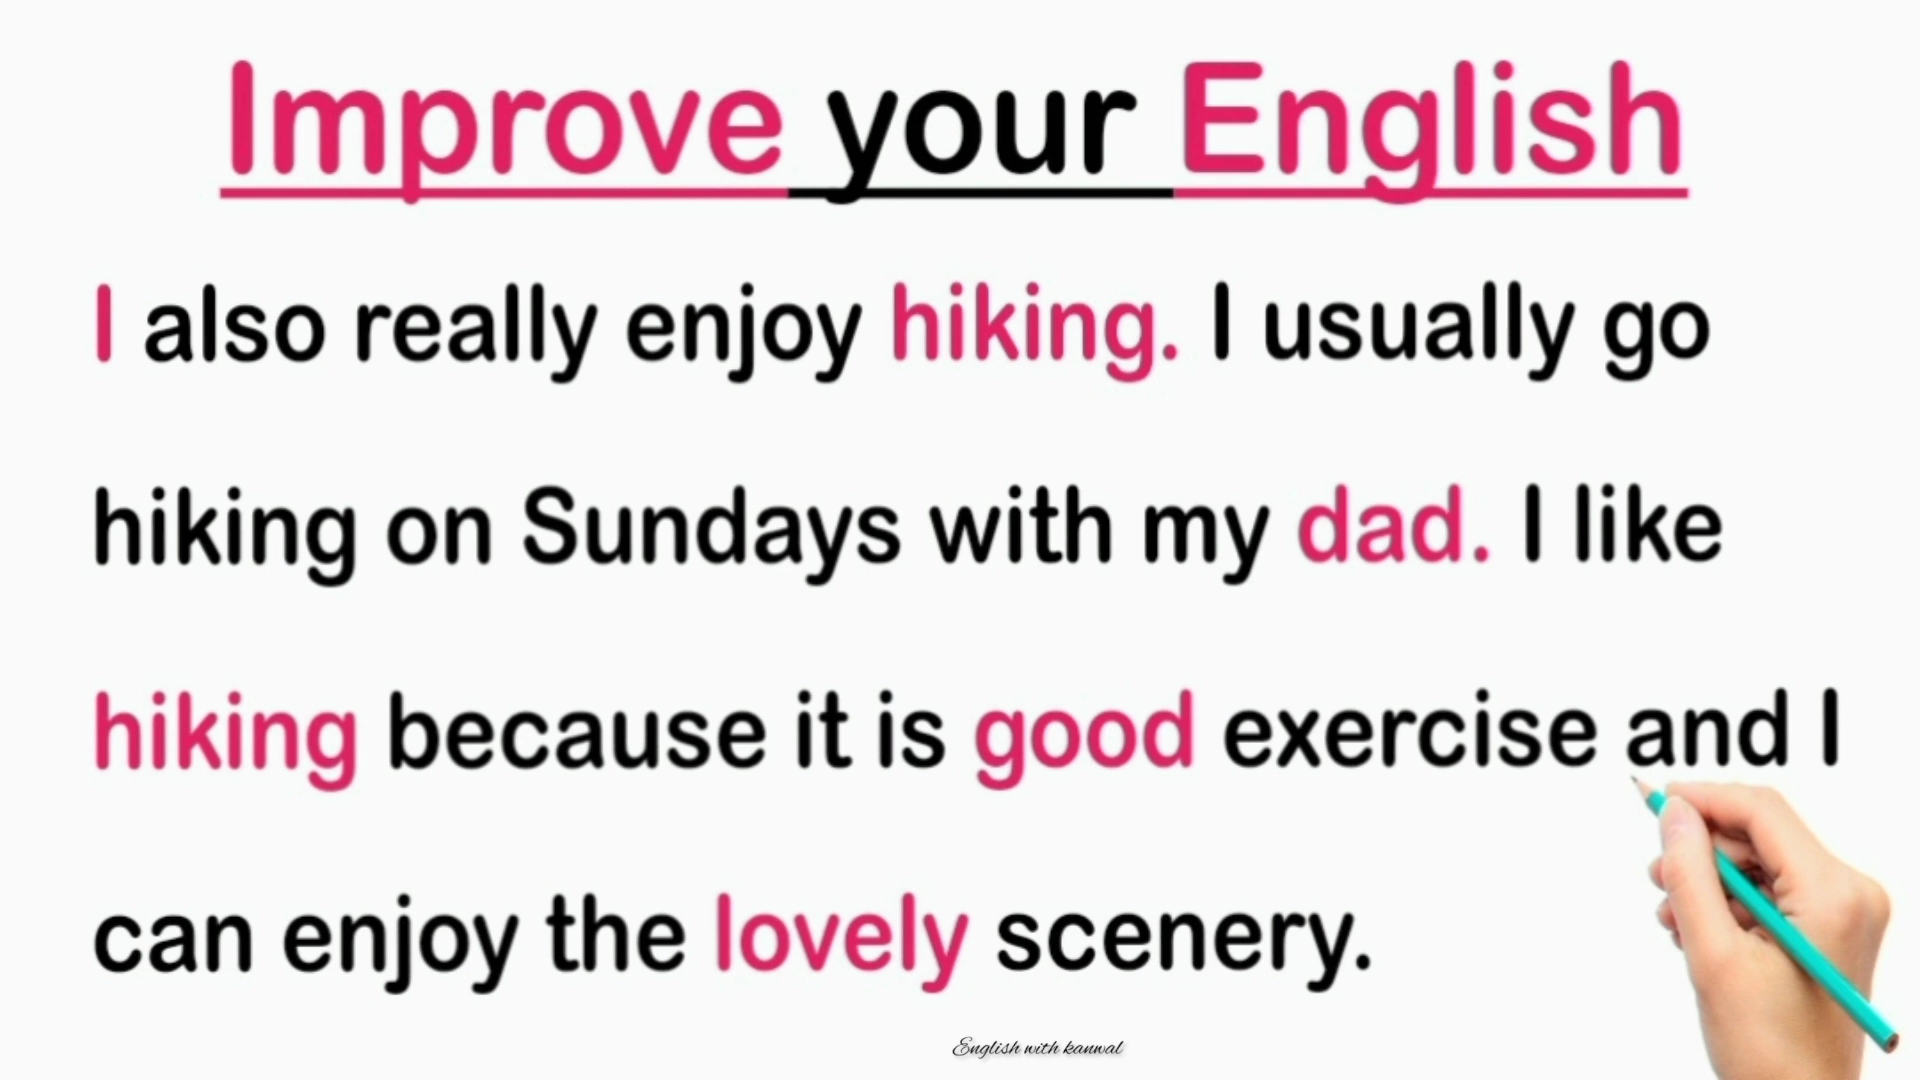 Improve your English
I also really enjoy hiking. I usually go
hiking on Sundays with my dad. I like
hiking because it is good exercise and I
can enjoy the lovely scenery.
English with kanwal